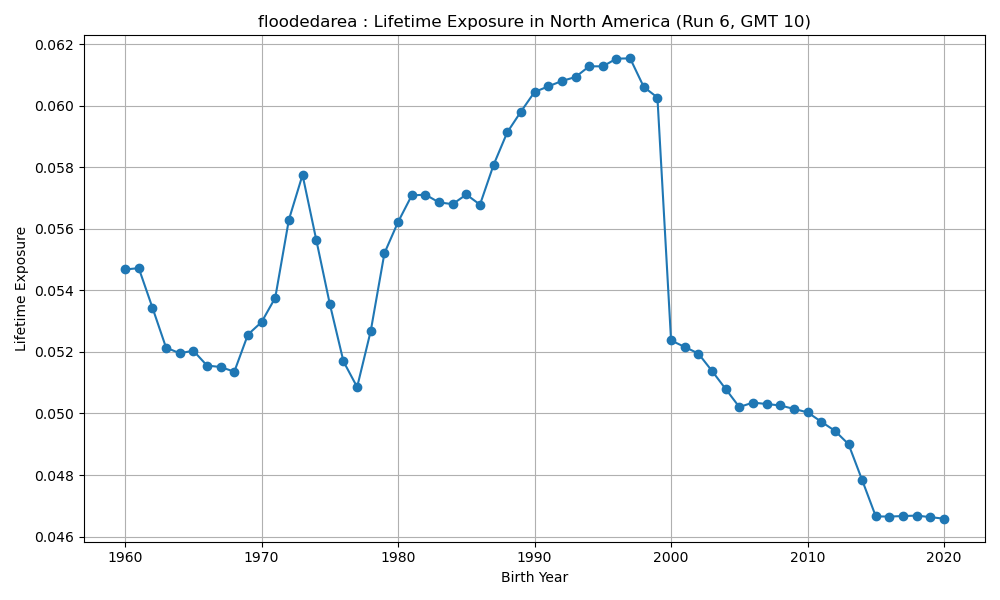 floodedarea : Lifetime Exposure in North America (Run 6, GMT 10)
0.062
0.060
0.058
0.056
0.054
0.052
0.050
0.048
0.046
Lifetime Exposure
1960 1970 1980 1990 2000 2010 2020
Birth Year